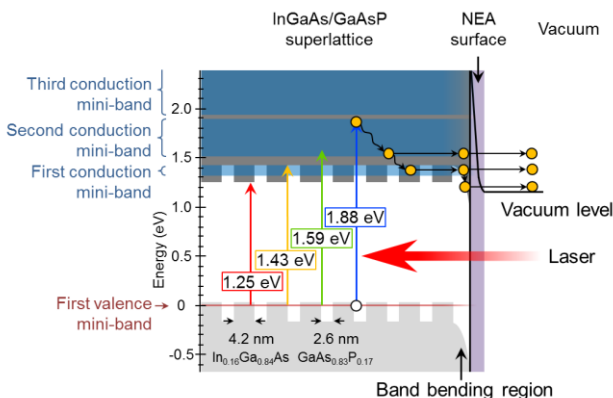 InGaAs/GaAsP
superlattice
NEA
surface
Vacuum
Third conduction
mini-band
Second conduction
mini-band
First conduction
mini-band
First valence
mini-band
Energy (eV)
2.0
1.5
1.0
0.5
0
-0.5
1.88 eV
1.59 eV
1.43 eV
1.25 eV
Vacuum level
Laser
4.2 nm
2.6 nm
In0.16Ga0.84As
GaAs0.83P0.17
Band bending region